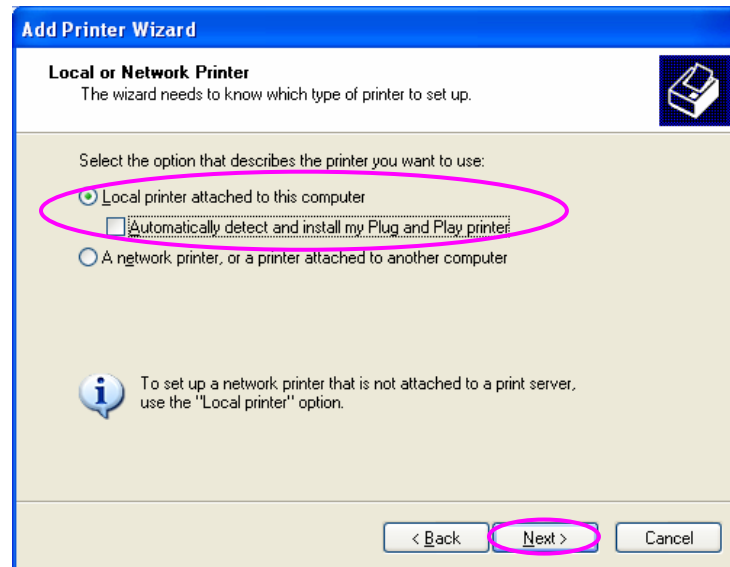 Add Printer Wizard
Local or Network Printer
The wizard needs to know which type of printer to set up.
Select the option that describes the printer you want to use:
Local printer attached to this computer
Automatically detect and install my Plug and Play printer
A network printer, or a printer attached to another computer
To set up a network printer that is not attached to a print server,
use the "Local printer" option.
< Back Next > Cancel